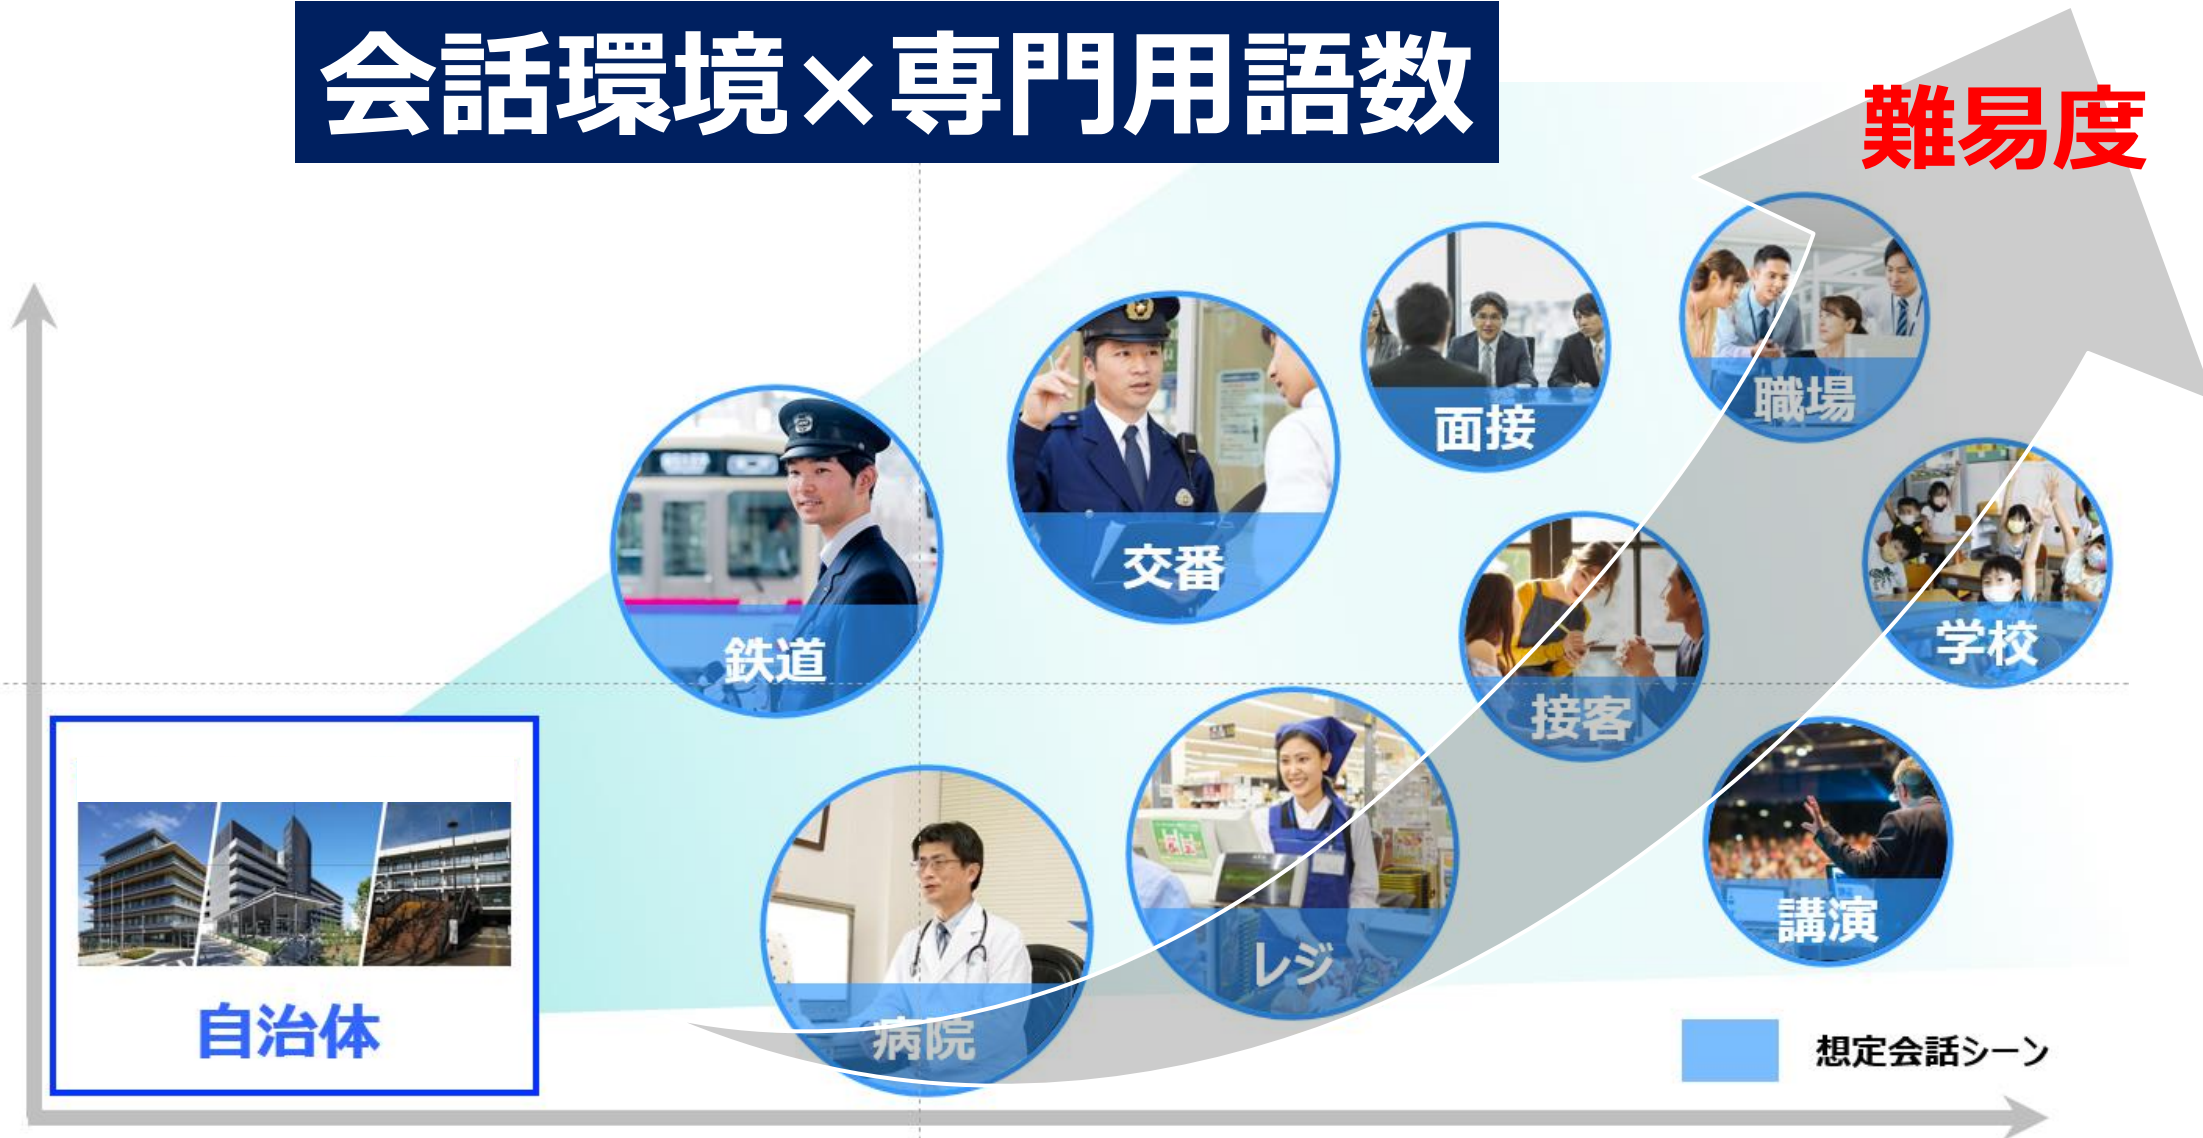 会話環境×専門用語数
難易度
面接
職場
交番
鉄道
学校
接客
レジ
講演
病院
自治体
想定会話シーン